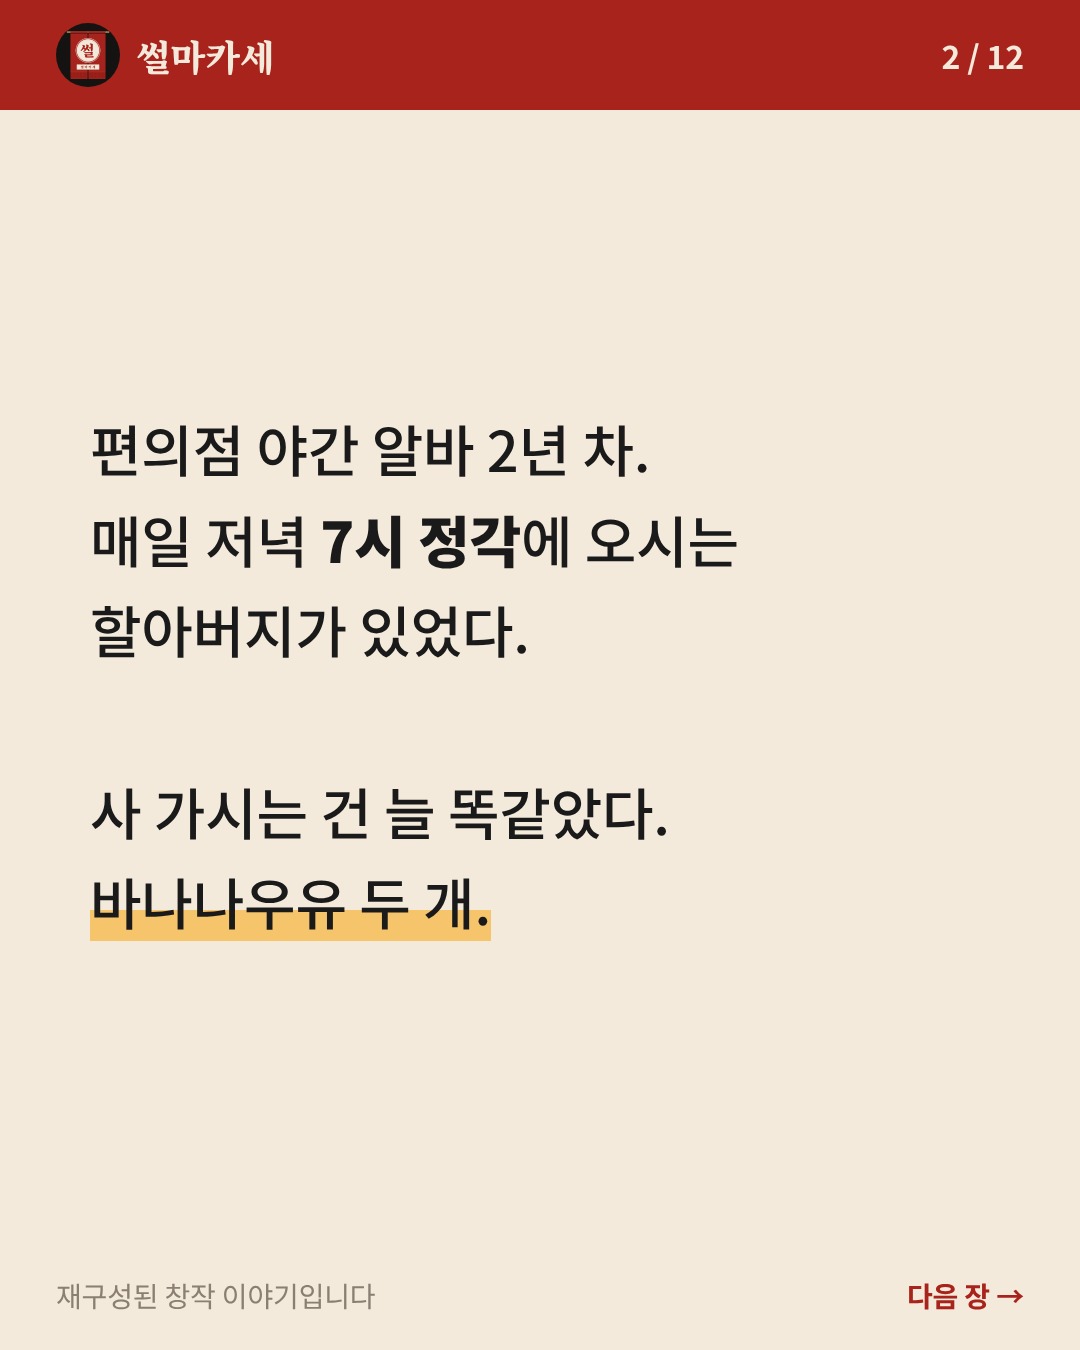 썰
썰마카세
2 / 12
편의점 야간 알바 2년 차.
매일 저녁 7시 정각에 오시는
할아버지가 있었다.
사 가시는 건 늘 똑같았다.
바나나우유 두 개.
재구성된 창작 이야기입니다
다음 장 →